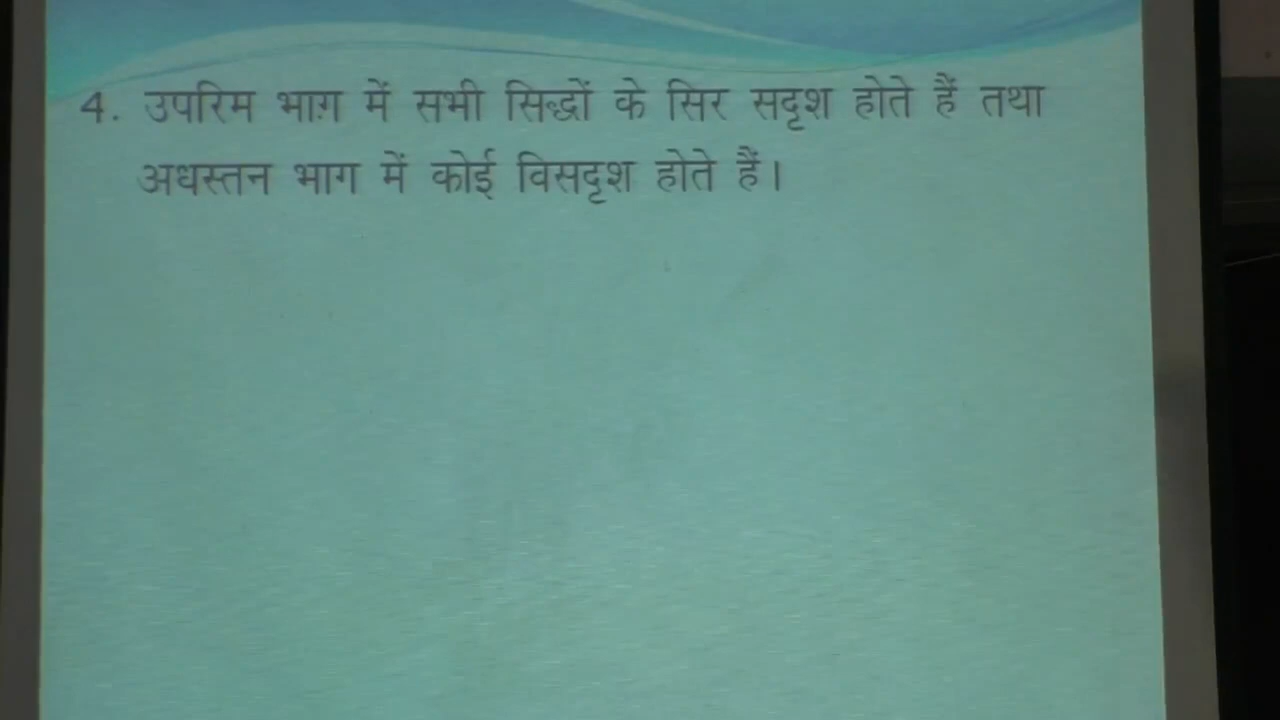 4. उपरिम भाग़ में सभी सिद्धों के सिर सदृश होते हैं तथा
अधस्तन भाग में कोई विसदृश होते हैं।